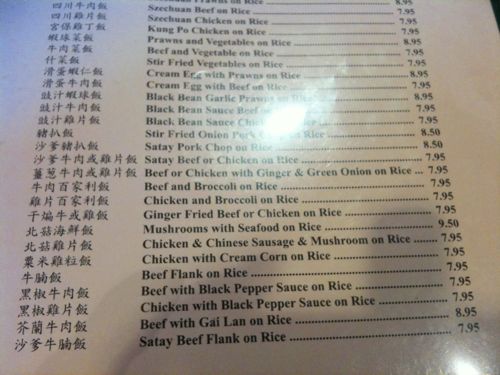 Szechuan Prawns on Rice
四川牛肉飯 Szechuan Beef on Rice 7.95
四川雞片飯 Szechuan Chicken on Rice 7.95
宮保雞丁飯 Kung Po Chicken on Rice 7.95
蝦球菜飯 Prawns and Vegetables on Rice 8.95
牛肉菜飯 Beef and Vegetable on Rice 7.95
什菜飯 Stir Fried Vegetables on Rice 7.95
滑蛋蝦仁飯 Cream Egg with Prawns on Rice 8.95
滑蛋牛肉飯 Cream Egg with Beef on Rice 7.95
豉汁蝦球飯 Black Bean Garlic Prawns on Rice 8.95
豉汁牛肉飯 Black Bean Sauce Beef on Rice 7.95
豉汁雞片飯 Black Bean Sauce Chicken on Rice 7.95
豬扒飯 Stir Fried Onion Pork Chop on Rice 8.50
沙爹豬扒飯 Satay Pork Chop on Rice 8.50
沙爹牛肉或雞片飯 Satay Beef or Chicken on Rice 7.95
薑葱牛肉或雞片飯 Beef or Chicken with Ginger & Green Onion on Rice 7.95
牛肉百家利飯 Beef and Broccoli on Rice 7.95
雞片百家利飯 Chicken and Broccoli on Rice 7.95
干煸牛或雞飯 Ginger Fried Beef or Chicken on Rice 7.95
北菇海鮮飯 Mushrooms with Seafood on Rice 9.50
北菇雞片飯 Chicken & Chinese Sausage & Mushroom on Rice 7.95
粟米雞粒飯 Chicken with Cream Corn on Rice 7.95
牛腩飯 Beef Flank on Rice 7.95
黑椒牛肉飯 Beef with Black Pepper Sauce on Rice 7.95
黑椒雞片飯 Chicken with Black Pepper Sauce on Rice 7.95
芥蘭牛肉飯 Beef with Gai Lan on Rice 8.95
沙爹牛腩飯 Satay Beef Flank on Rice 7.95